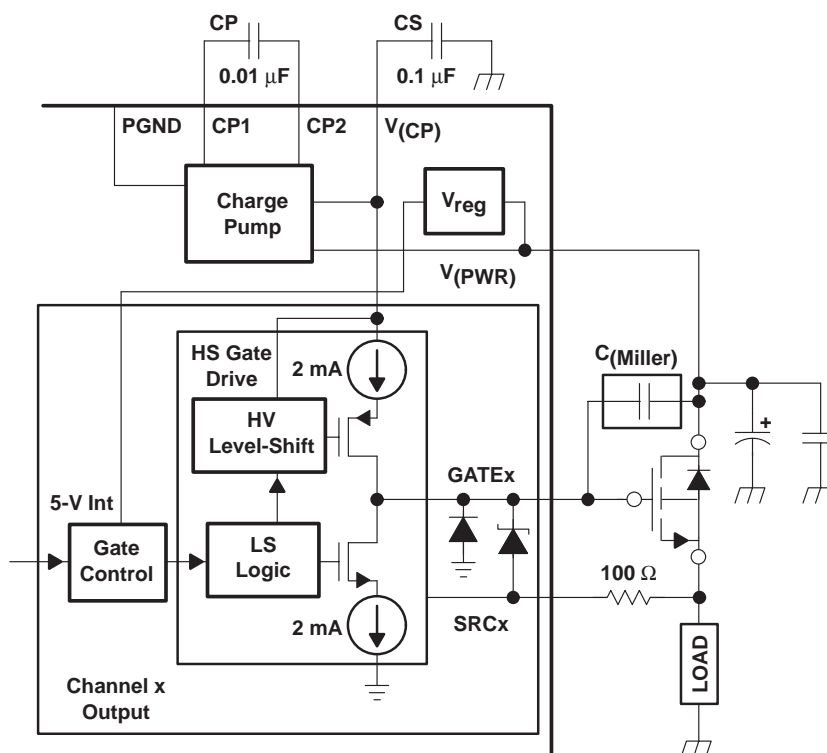 CP
CS
0.01 μF
0.1 μF
PGND
CP1
CP2
V(CP)
Charge
Pump
Vreg
V(PWR)
C(Miller)
HS Gate
Drive
2 mA
HV
Level-Shift
+
GATEx
5-V Int
Gate
Control
LS
Logic
100 Ω
2 mA
SRCx
LOAD
Channel x
Output